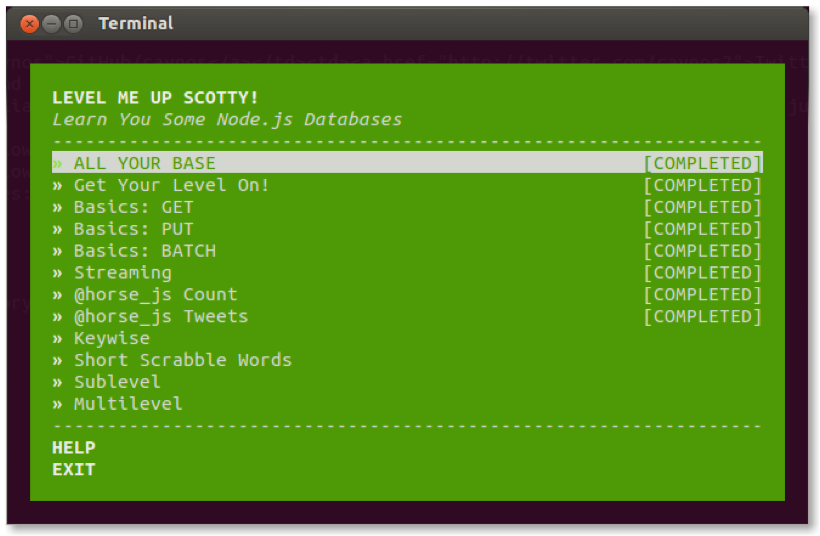 Terminal
LEVEL ME UP SCOTTY!
Learn You Some Node.js Databases
-----------------------------------------------------------------
» ALL YOUR BASE [COMPLETED]
» Get Your Level On! [COMPLETED]
» Basics: GET [COMPLETED]
» Basics: PUT [COMPLETED]
» Basics: BATCH [COMPLETED]
» Streaming [COMPLETED]
» @horse_js Count [COMPLETED]
» @horse_js Tweets [COMPLETED]
» Keywise
» Short Scrabble Words
» Sublevel
» Multilevel
-----------------------------------------------------------------
HELP
EXIT